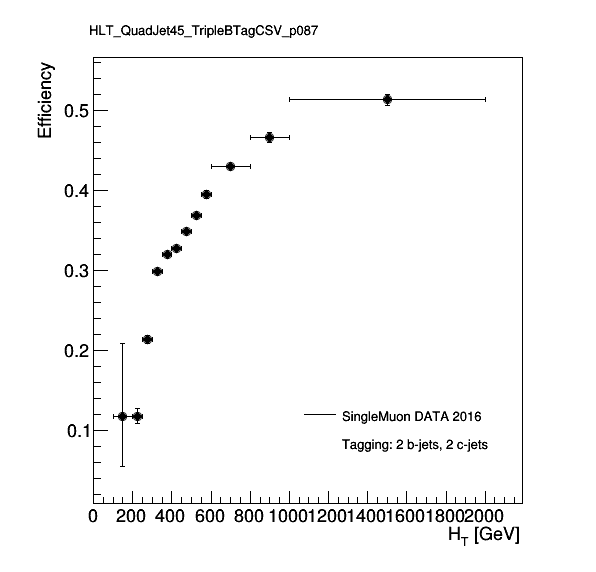 HLT_QuadJet45_TripleBTagCSV_p087
Efficiency
0.5
0.4
0.3
0.2
0.1
SingleMuon DATA 2016
Tagging: 2 b-jets, 2 c-jets
0 200 400 600 800 1000 1200 1400 1600 1800 2000
H_T [GeV]